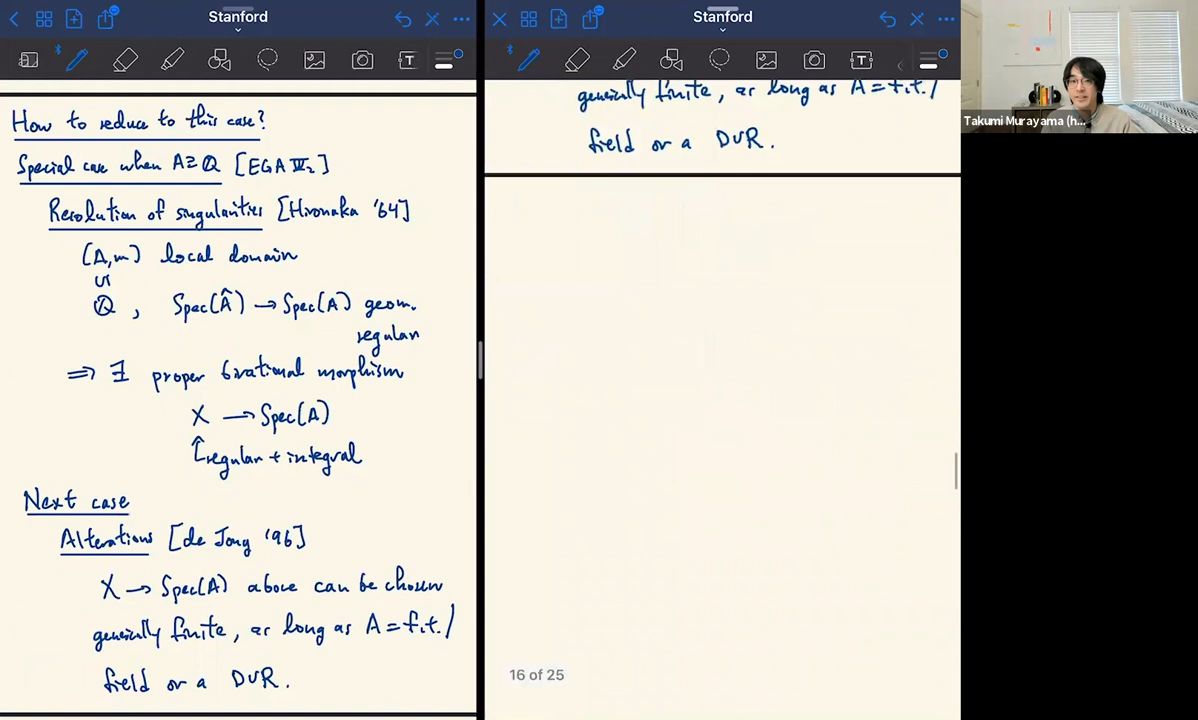 Stanford
How to reduce to this case?
Special case when A ⊇ ℚ [EGA IV₂]
Resolution of singularities [Hironaka '64]
(A, m) local domain
∪ı
ℚ , Spec(Â) → Spec(A) geom.
regular
⇒ ∃ proper birational morphism
X → Spec(A)
↑ regular + integral
Next case
Alterations [de Jong '96]
X → Spec(A) above can be chosen
generically finite, as long as A = f.t./
field or a DVR.
Stanford
generically finite, as long as A = f.t./
field or a DVR.
16 of 25
Takumi Murayama (h...